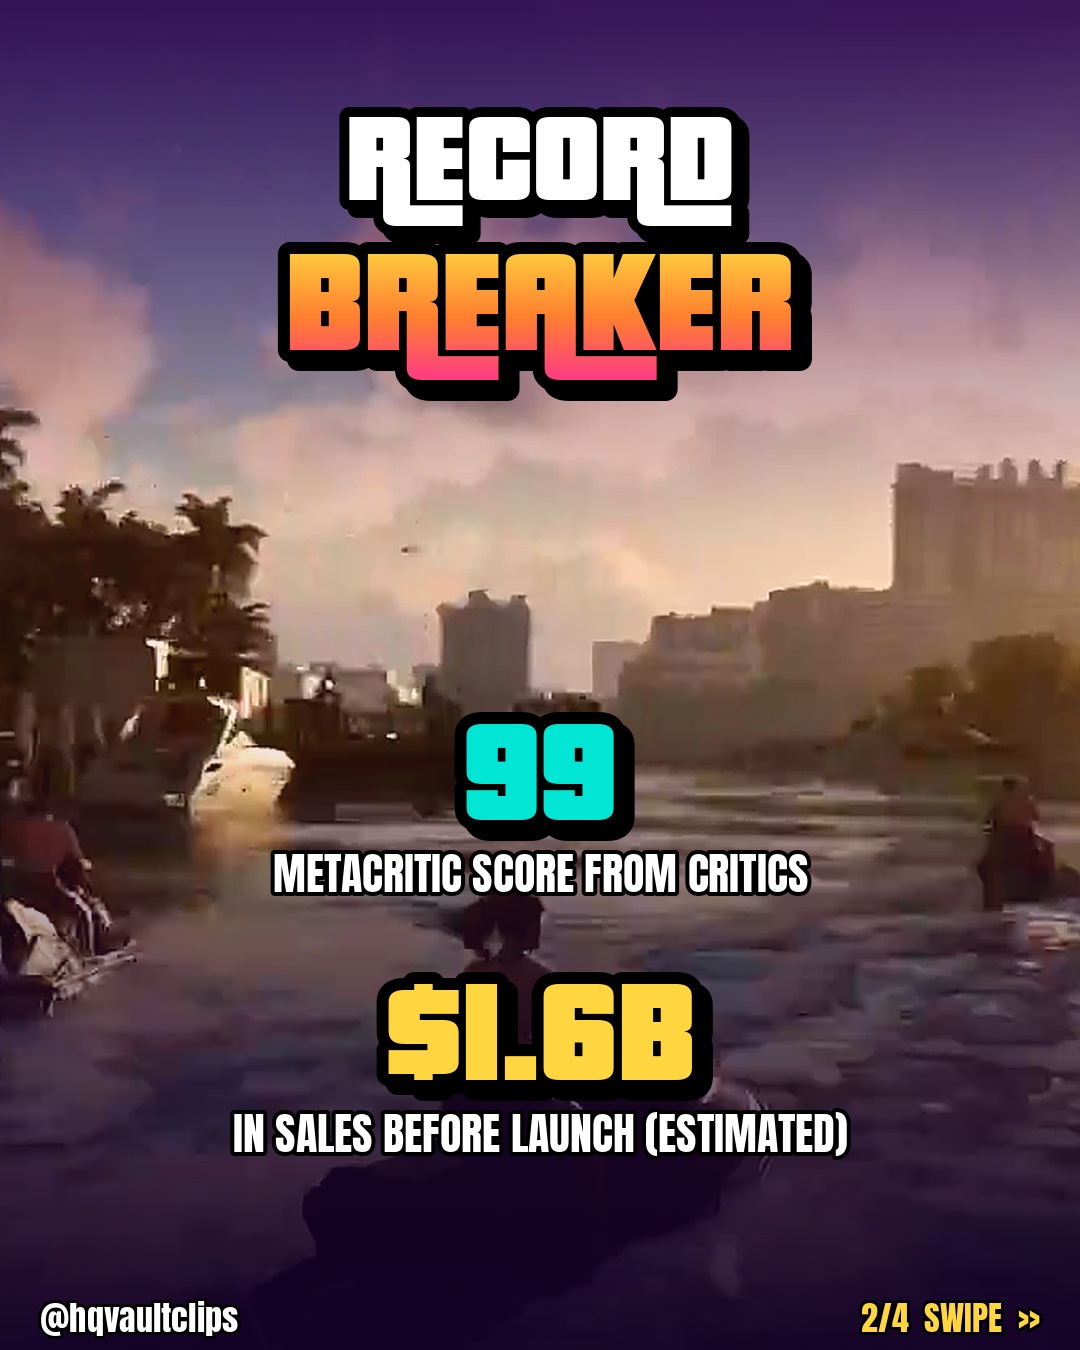 RECORD
BREAKER
99
METACRITIC SCORE FROM CRITICS
$1.6B
IN SALES BEFORE LAUNCH (ESTIMATED)
@hqvaultclips
2/4 SWIPE >>